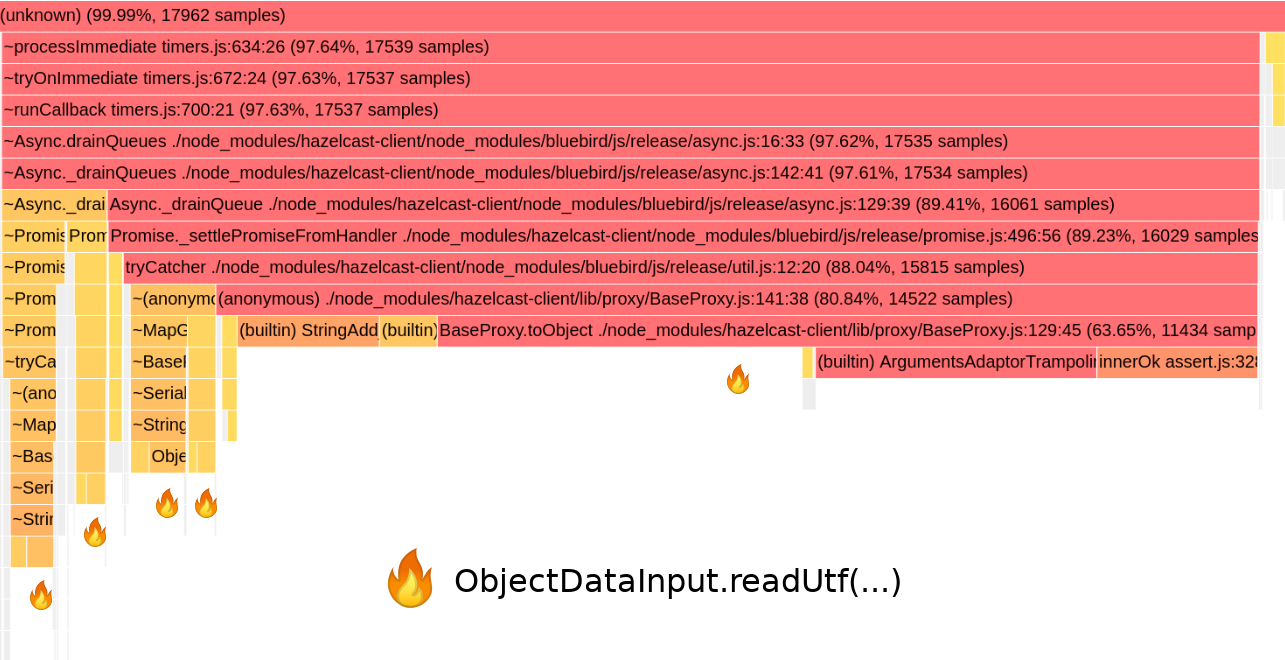 (unknown) (99.99%, 17962 samples)
~processImmediate timers.js:634:26 (97.64%, 17539 samples)
~tryOnImmediate timers.js:672:24 (97.63%, 17537 samples)
~runCallback timers.js:700:21 (97.63%, 17537 samples)
~Async.drainQueues ./node_modules/hazelcast-client/node_modules/bluebird/js/release/async.js:16:33 (97.62%, 17535 samples)
~Async._drainQueues ./node_modules/hazelcast-client/node_modules/bluebird/js/release/async.js:142:41 (97.61%, 17534 samples)
~Async._drai Async._drainQueue ./node_modules/hazelcast-client/node_modules/bluebird/js/release/async.js:129:39 (89.41%, 16061 samples)
~Promis Prom Promise._settlePromiseFromHandler ./node_modules/hazelcast-client/node_modules/bluebird/js/release/promise.js:496:56 (89.23%, 16029 samples
~Promis tryCatcher ./node_modules/hazelcast-client/node_modules/bluebird/js/release/util.js:12:20 (88.04%, 15815 samples)
~Prom ~(anonymo (anonymous) ./node_modules/hazelcast-client/lib/proxy/BaseProxy.js:141:38 (80.84%, 14522 samples)
~Prom ~MapG (builtin) StringAdd (builtin) BaseProxy.toObject ./node_modules/hazelcast-client/lib/proxy/BaseProxy.js:129:45 (63.65%, 11434 samp
~tryCa ~BaseP (builtin) ArgumentsAdaptorTrampolin innerOk assert.js:328
~(ano ~Serial
~Map ~String
~Bas Obje
~Seri
~Strin
ObjectDataInput.readUtf(...)